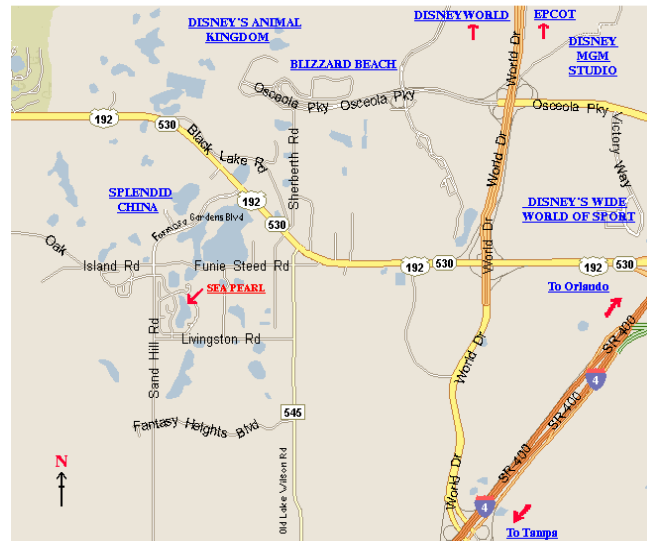 DISNEY'S ANIMAL
KINGDOM
DISNEYWORLD
EPCOT
DISNEY
MGM
STUDIO
BLIZZARD BEACH
World Dr
Osceola Pky
Osceola Pky
Osceola Pky
Victory Way
192
530
Black Lake Rd
Sherberth Rd
World Dr
SPLENDID
CHINA
192
Formosa Gardens Blvd
530
DISNEY'S WIDE
WORLD OF SPORT
World Dr
Oak
Island Rd
Funie Steed Rd
192
530
192
530
SEA PEARL
To Orlando
Sand Hill Rd
Livingston Rd
World Dr
SR 400
4
SR 400
545
Fantasy Heights Blvd
Old Lake Wilson Rd
N
World Dr
SR 400
4
To Tampa